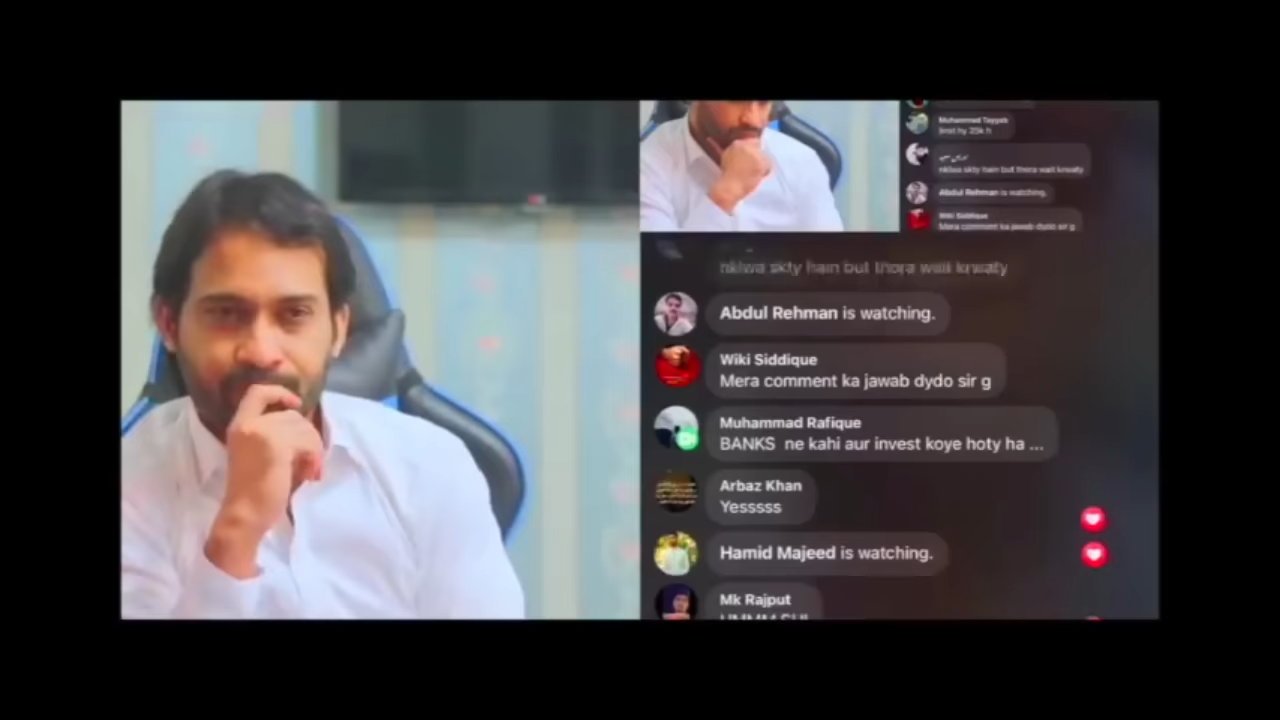 Muhammad Tayyab
limit hy 25k h
nklwa skty hain but thora wait krwaty
Abdul Rehman is watching.
Wiki Siddique
Mera comment ka jawab dydo sir g
nklwa skty hain but thora wait krwaty
Abdul Rehman is watching.
Wiki Siddique
Mera comment ka jawab dydo sir g
Muhammad Rafique
BANKS ne kahi aur invest koye hoty ha ...
Arbaz Khan
Yesssss
Hamid Majeed is watching.
Mk Rajput